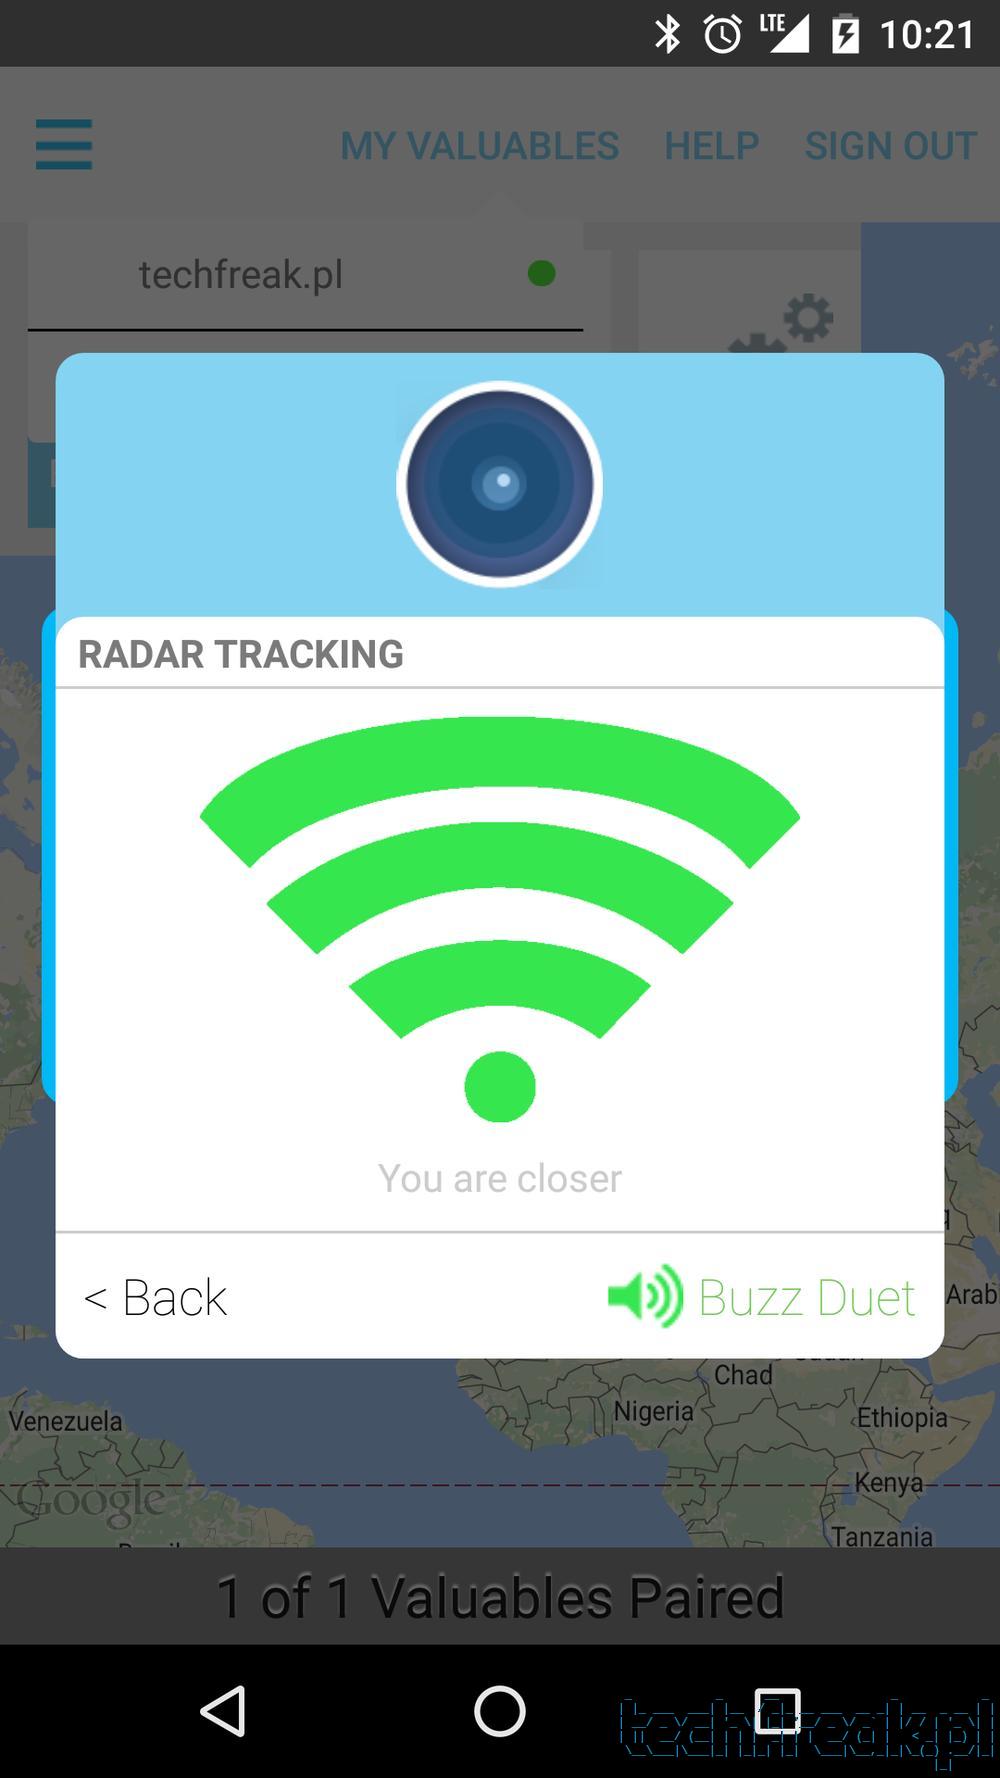 LTE 10:21
MY VALUABLES HELP SIGN OUT
techfreak.pl
RADAR TRACKING
You are closer
< Back Buzz Duet
Arab
Chad
Nigeria
Venezuela
Ethiopia
Kenya
Google
Tanzania
1 of 1 Valuables Paired
techfreak.pl